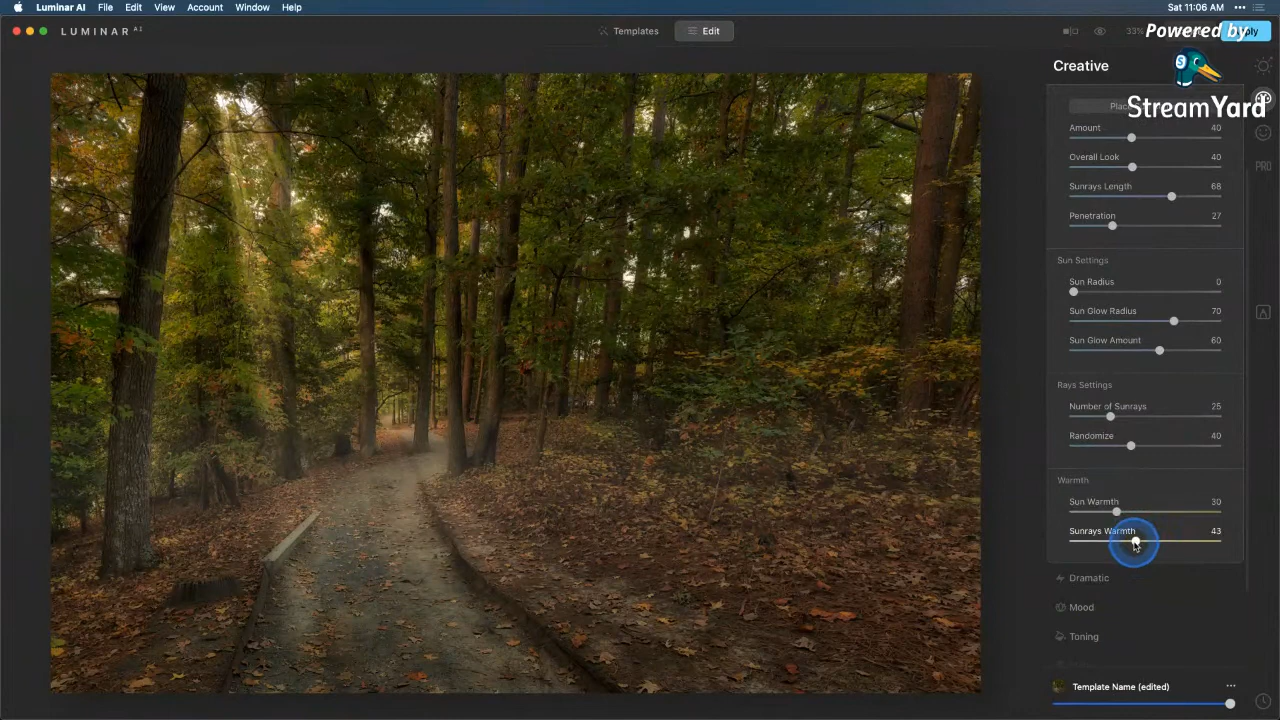 Luminar AI File Edit View Account Window Help Sat 11:06 AM
LUMINAR AI Templates Edit 33%
Powered by
StreamYard
Creative
Amount 40
Overall Look 40
Sunrays Length 68
Penetration 27
Sun Settings
Sun Radius 0
Sun Glow Radius 70
Sun Glow Amount 60
Rays Settings
Number of Sunrays 25
Randomize 40
Warmth
Sun Warmth 30
Sunrays Warmth 43
Dramatic
Mood
Toning
Template Name (edited)
PRO
A